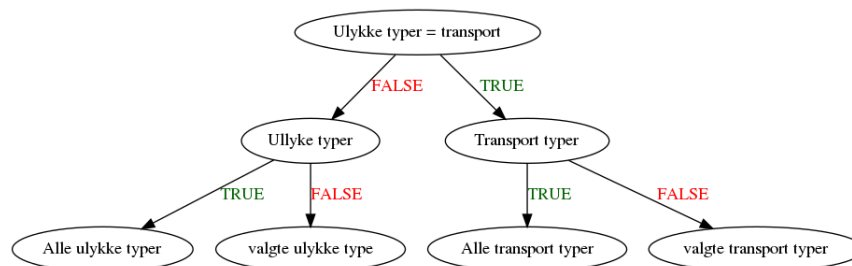 Ulykke typer = transport
FALSE
TRUE
Ullyke typer
Transport typer
TRUE
FALSE
TRUE
FALSE
Alle ulykke typer
valgte ulykke type
Alle transport typer
valgte transport typer